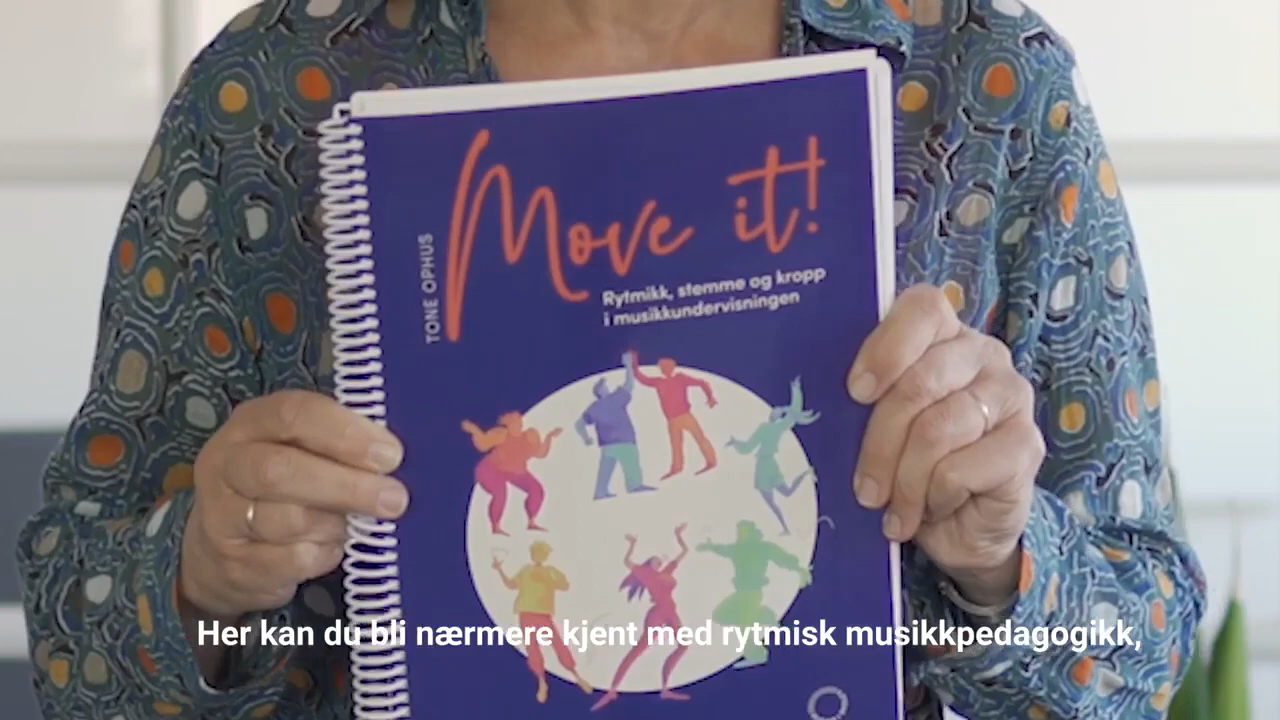 Move it!
TONE OPHUS
Rytmikk, stemme og kropp
i musikkundervisningen
Her kan du bli nærmere kjent med rytmisk musikkpedagogikk,